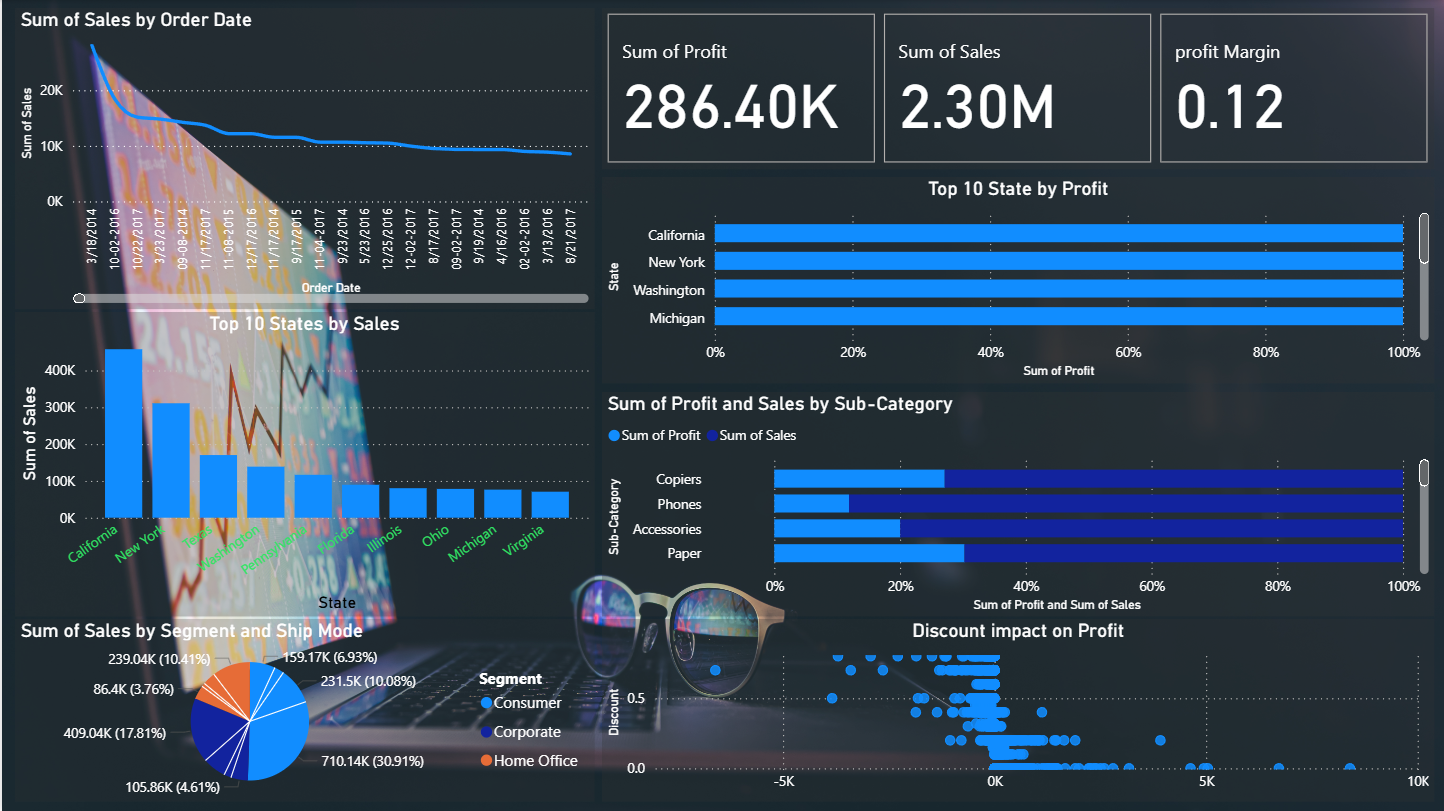 Sum of Sales by Order Date
Sum of Sales
20K
10K
0K
3/18/2014
10-02-2016
10/22/2017
3/23/2017
09-08-2014
11/17/2017
11-08-2015
12/17/2016
11/17/2014
9/17/2015
11-04-2017
9/23/2014
5/23/2016
12/25/2016
12-02-2017
8/17/2017
09-02-2017
9/19/2014
4/16/2016
02-02-2016
3/13/2016
8/21/2017
Order Date
Sum of Profit
286.40K
Sum of Sales
2.30M
profit Margin
0.12
Top 10 State by Profit
State
California
New York
Washington
Michigan
0% 20% 40% 60% 80% 100%
Sum of Profit
Top 10 States by Sales
Sum of Sales
400K
300K
200K
100K
0K
California
New York
Texas
Washington
Pennsylvania
Florida
Illinois
Ohio
Michigan
Virginia
State
Sum of Profit and Sales by Sub-Category
Sum of Profit Sum of Sales
Sub-Category
Copiers
Phones
Accessories
Paper
0% 20% 40% 60% 80% 100%
Sum of Profit and Sum of Sales
Sum of Sales by Segment and Ship Mode
239.04K (10.41%)
159.17K (6.93%)
86.4K (3.76%)
231.5K (10.08%)
409.04K (17.81%)
710.14K (30.91%)
105.86K (4.61%)
Segment
Consumer
Corporate
Home Office
Discount impact on Profit
Discount
0.5
0.0
-5K 0K 5K 10K
24.155